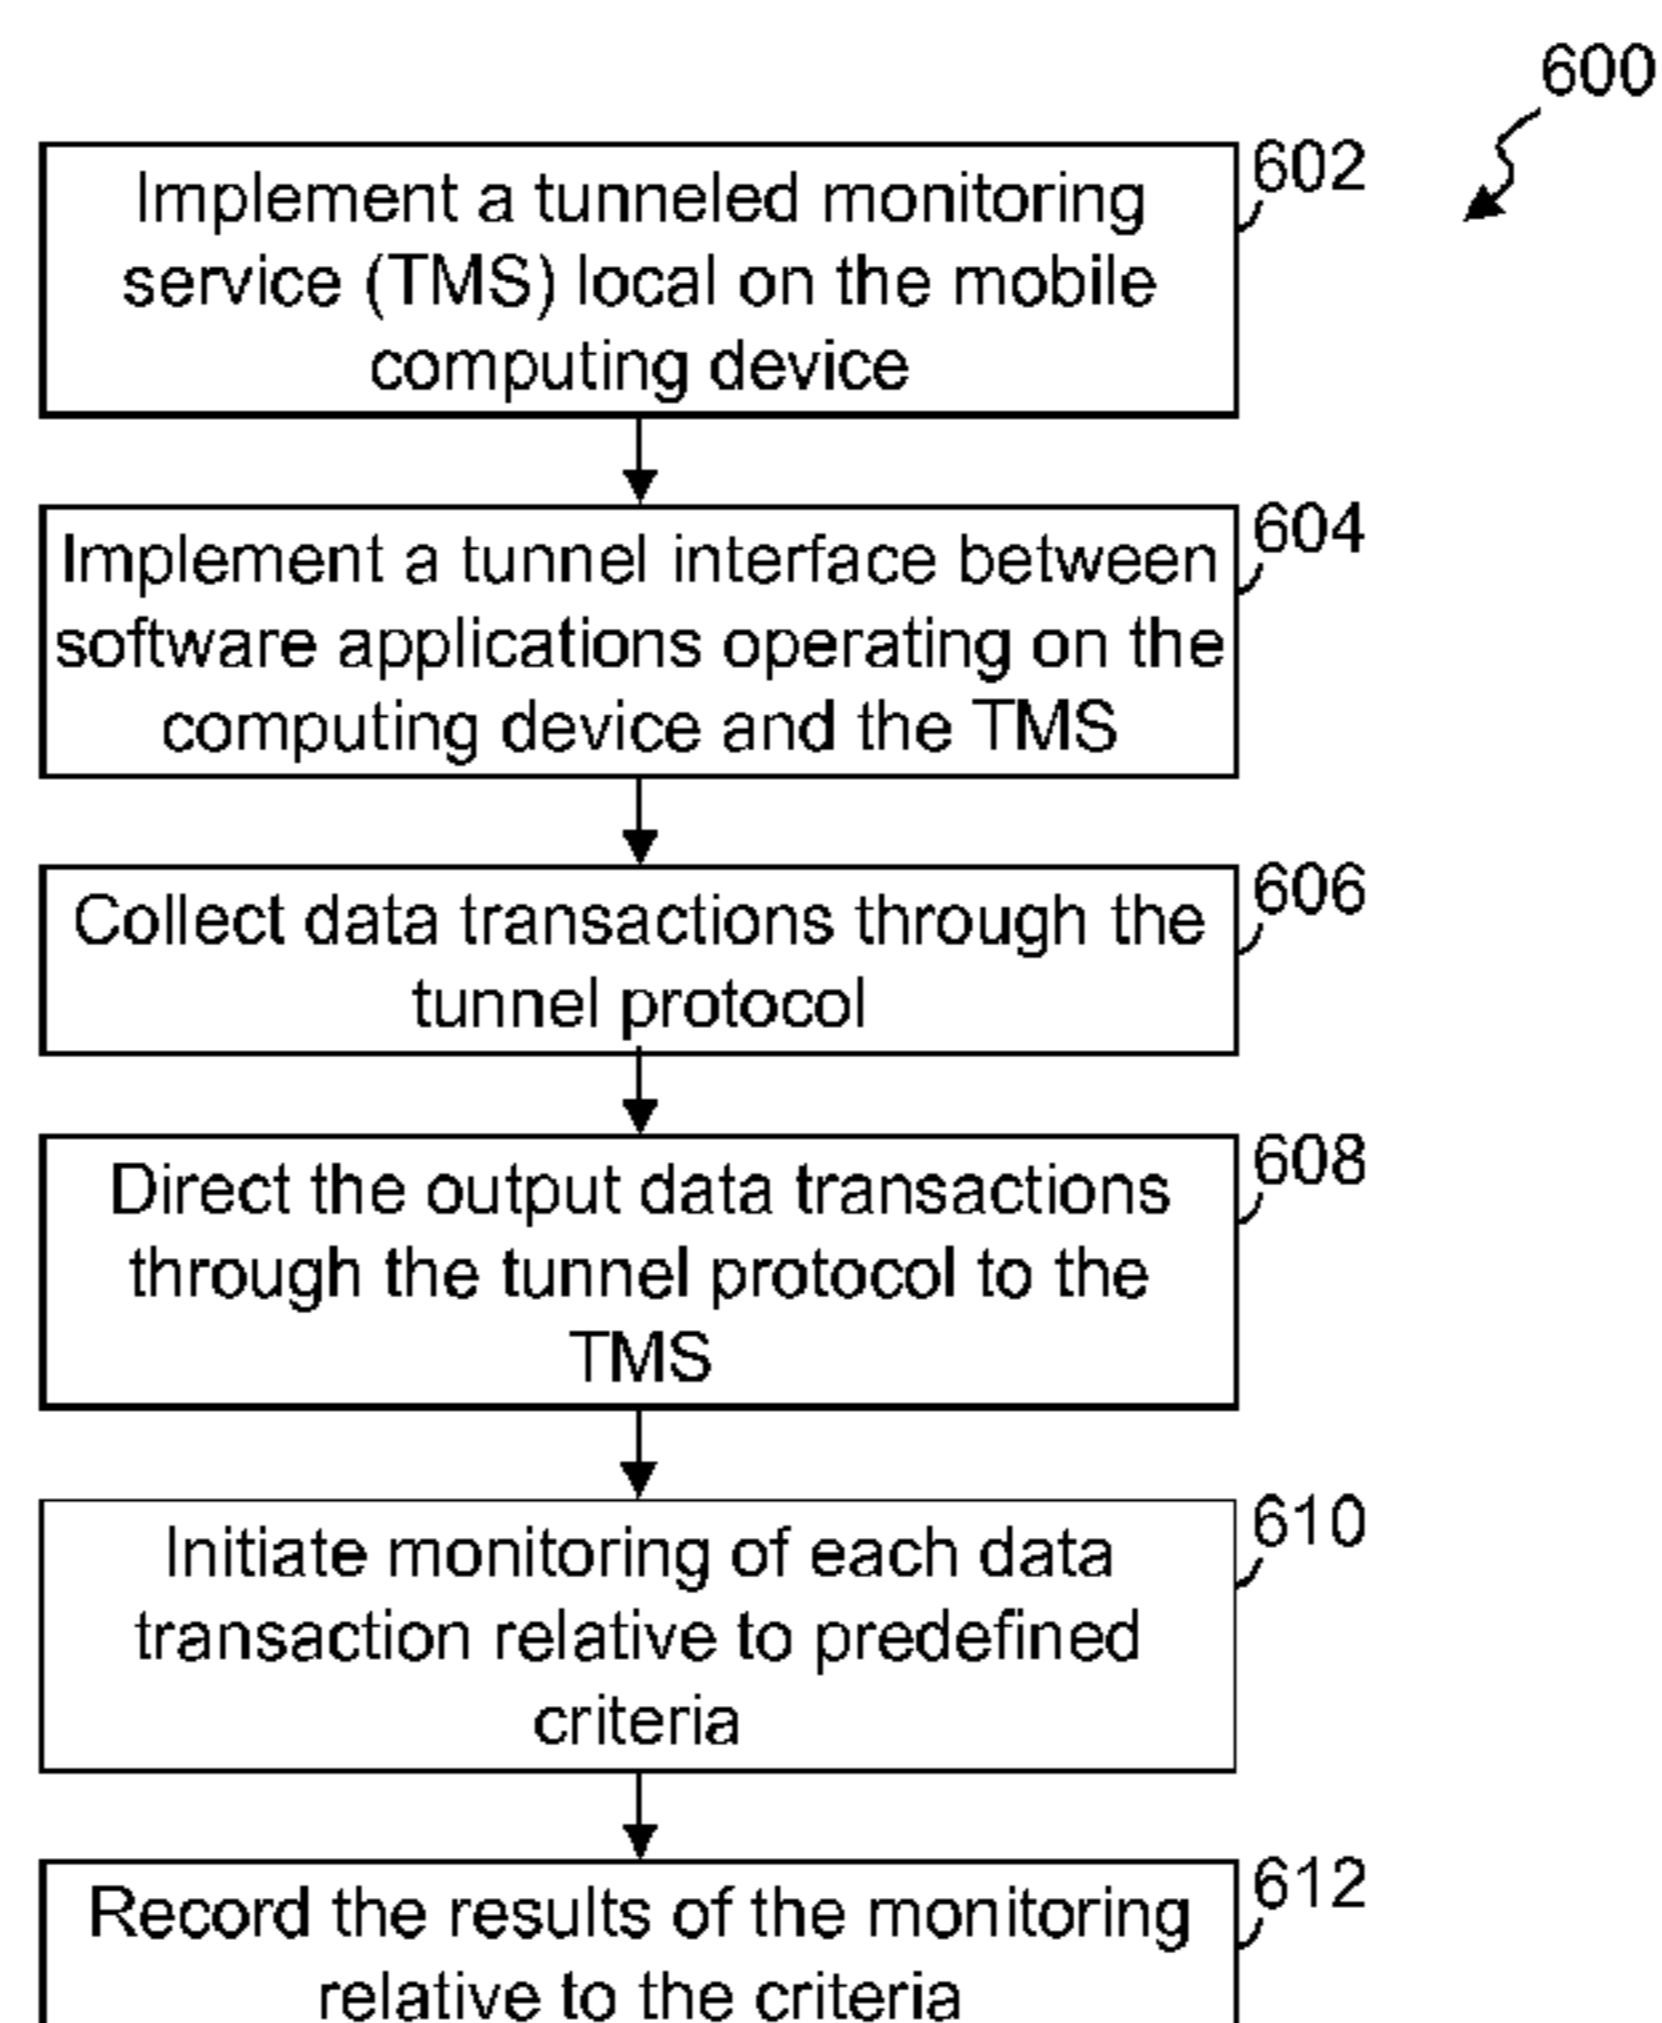 600
602
Implement a tunneled monitoring
service (TMS) local on the mobile
computing device
604
Implement a tunnel interface between
software applications operating on the
computing device and the TMS
606
Collect data transactions through the
tunnel protocol
608
Direct the output data transactions
through the tunnel protocol to the
TMS
610
Initiate monitoring of each data
transaction relative to predefined
criteria
612
Record the results of the monitoring
relative to the criteria